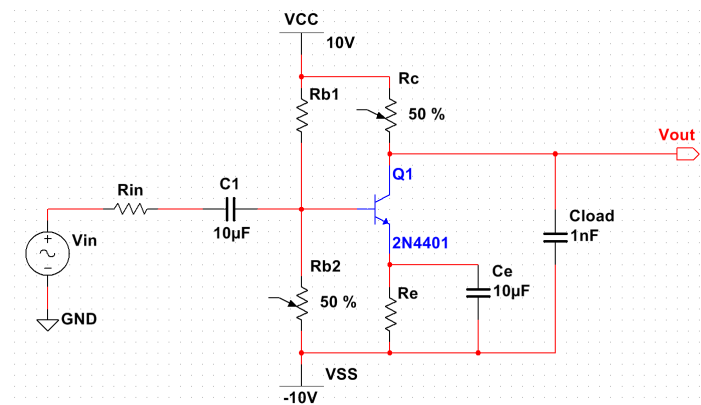 VCC
10V
Rc
Rb1
50 %
Vout
Q1
Rin
C1
10µF
2N4401
Cload
1nF
Vin
Rb2
50 %
Re
Ce
10µF
GND
VSS
-10V